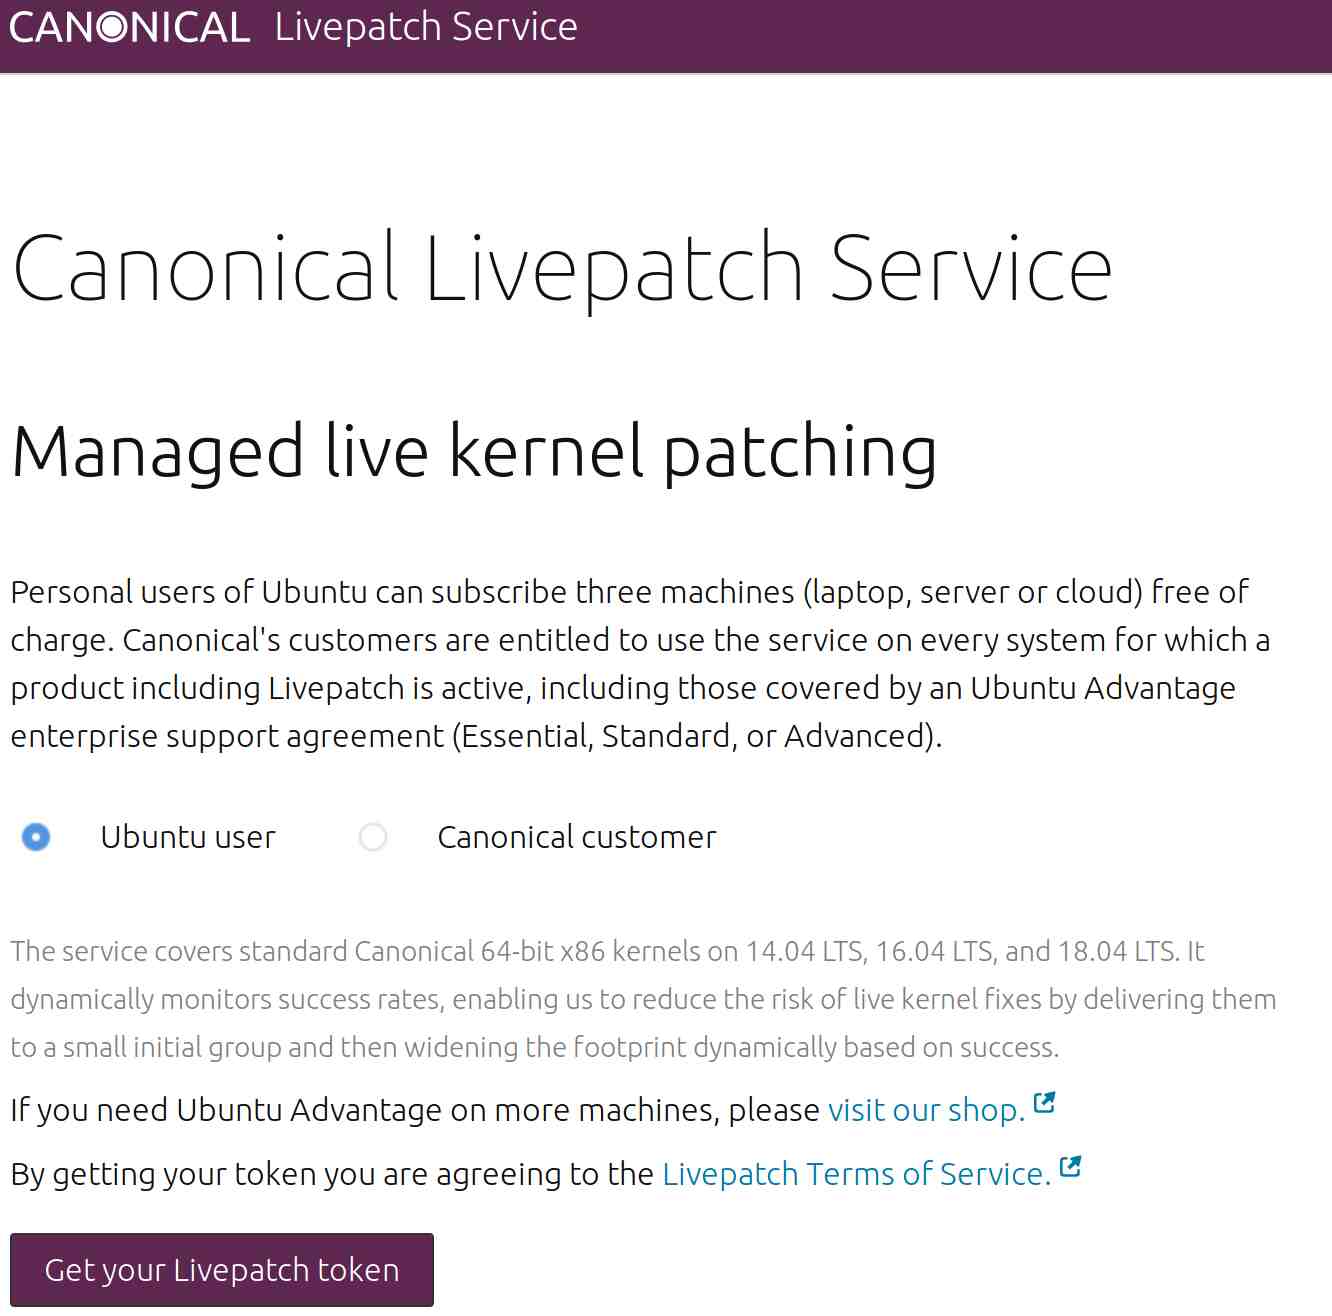 CANONICAL Livepatch Service
Canonical Livepatch Service
Managed live kernel patching
Personal users of Ubuntu can subscribe three machines (laptop, server or cloud) free of
charge. Canonical's customers are entitled to use the service on every system for which a
product including Livepatch is active, including those covered by an Ubuntu Advantage
enterprise support agreement (Essential, Standard, or Advanced).
Ubuntu user Canonical customer
The service covers standard Canonical 64-bit x86 kernels on 14.04 LTS, 16.04 LTS, and 18.04 LTS. It
dynamically monitors success rates, enabling us to reduce the risk of live kernel fixes by delivering them
to a small initial group and then widening the footprint dynamically based on success.
If you need Ubuntu Advantage on more machines, please visit our shop.
By getting your token you are agreeing to the Livepatch Terms of Service.
Get your Livepatch token